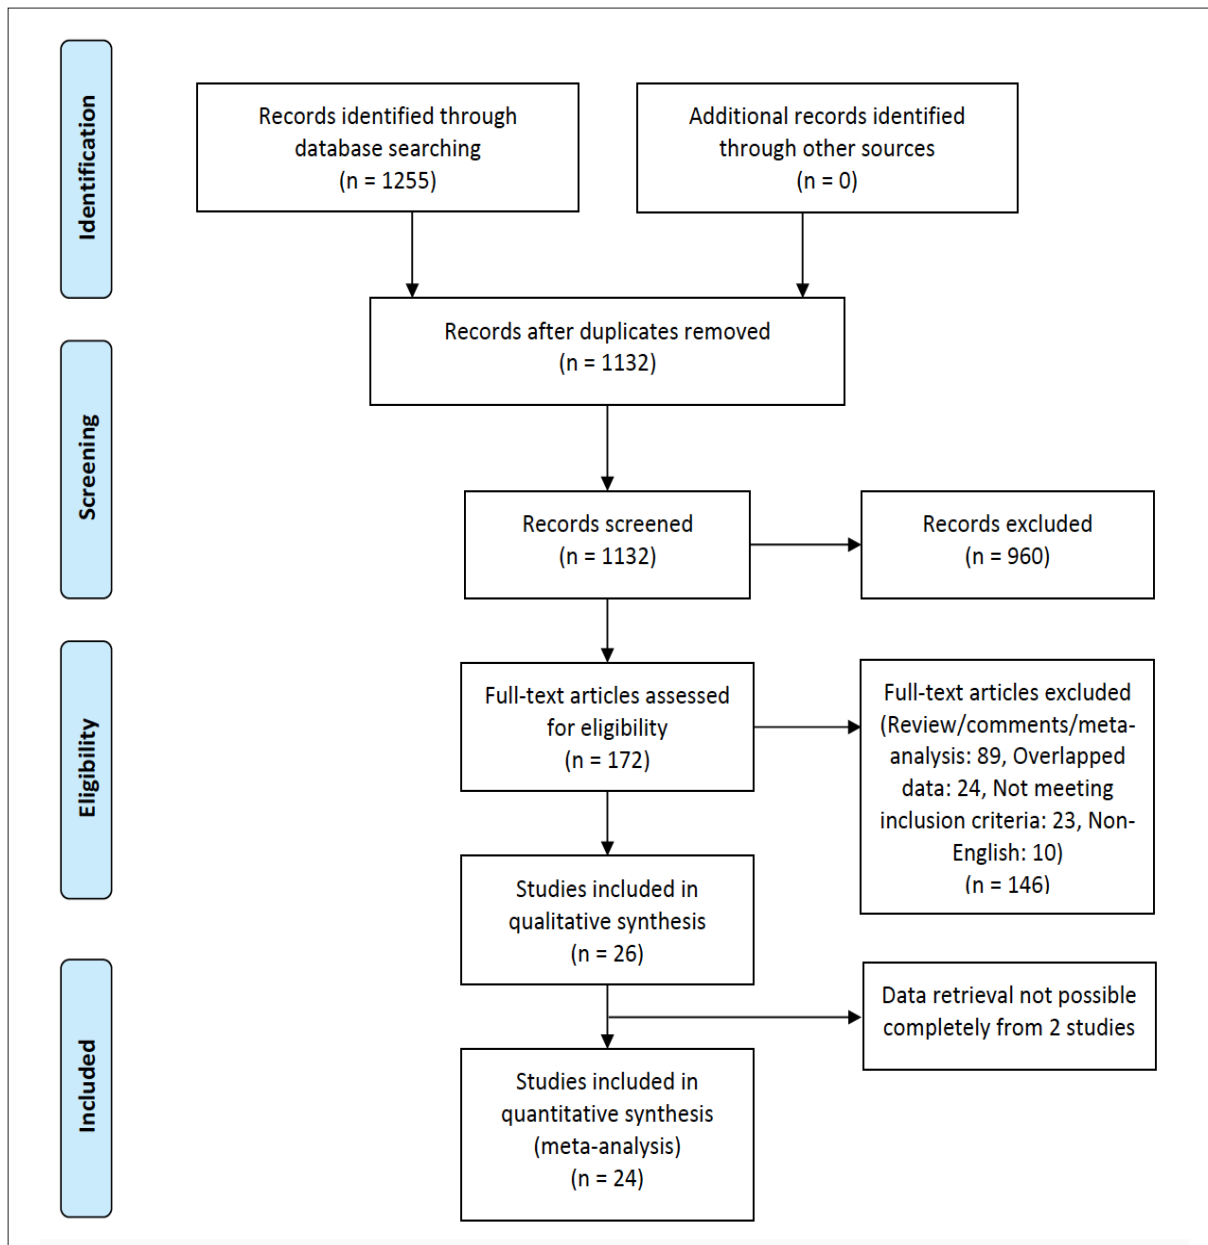 Identification
Records identified through
database searching
(n = 1255)
Additional records identified
through other sources
(n = 0)
Records after duplicates removed
(n = 1132)
Screening
Records screened
(n = 1132)
Records excluded
(n = 960)
Eligibility
Full-text articles assessed
for eligibility
(n = 172)
Full-text articles excluded
(Review/comments/meta-
analysis: 89, Overlapped
data: 24, Not meeting
inclusion criteria: 23, Non-
English: 10)
(n = 146)
Studies included in
qualitative synthesis
(n = 26)
Data retrieval not possible
completely from 2 studies
Included
Studies included in
quantitative synthesis
(meta-analysis)
(n = 24)